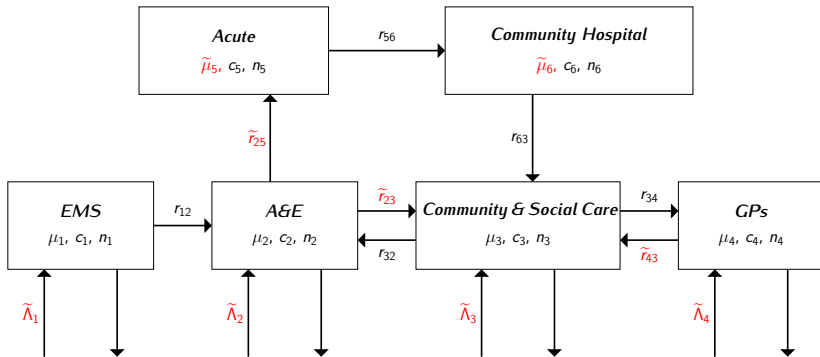 Acute
μ̃₅, c₅, n₅
r₅₆
Community Hospital
μ̃₆, c₆, n₆
r̃₂₅
r₆₃
EMS
μ₁, c₁, n₁
r₁₂
A&E
μ₂, c₂, n₂
r̃₂₃
r₃₂
Community & Social Care
μ₃, c₃, n₃
r₃₄
r̃₄₃
GPs
μ₄, c₄, n₄
Λ̃₁
Λ̃₂
Λ̃₃
Λ̃₄